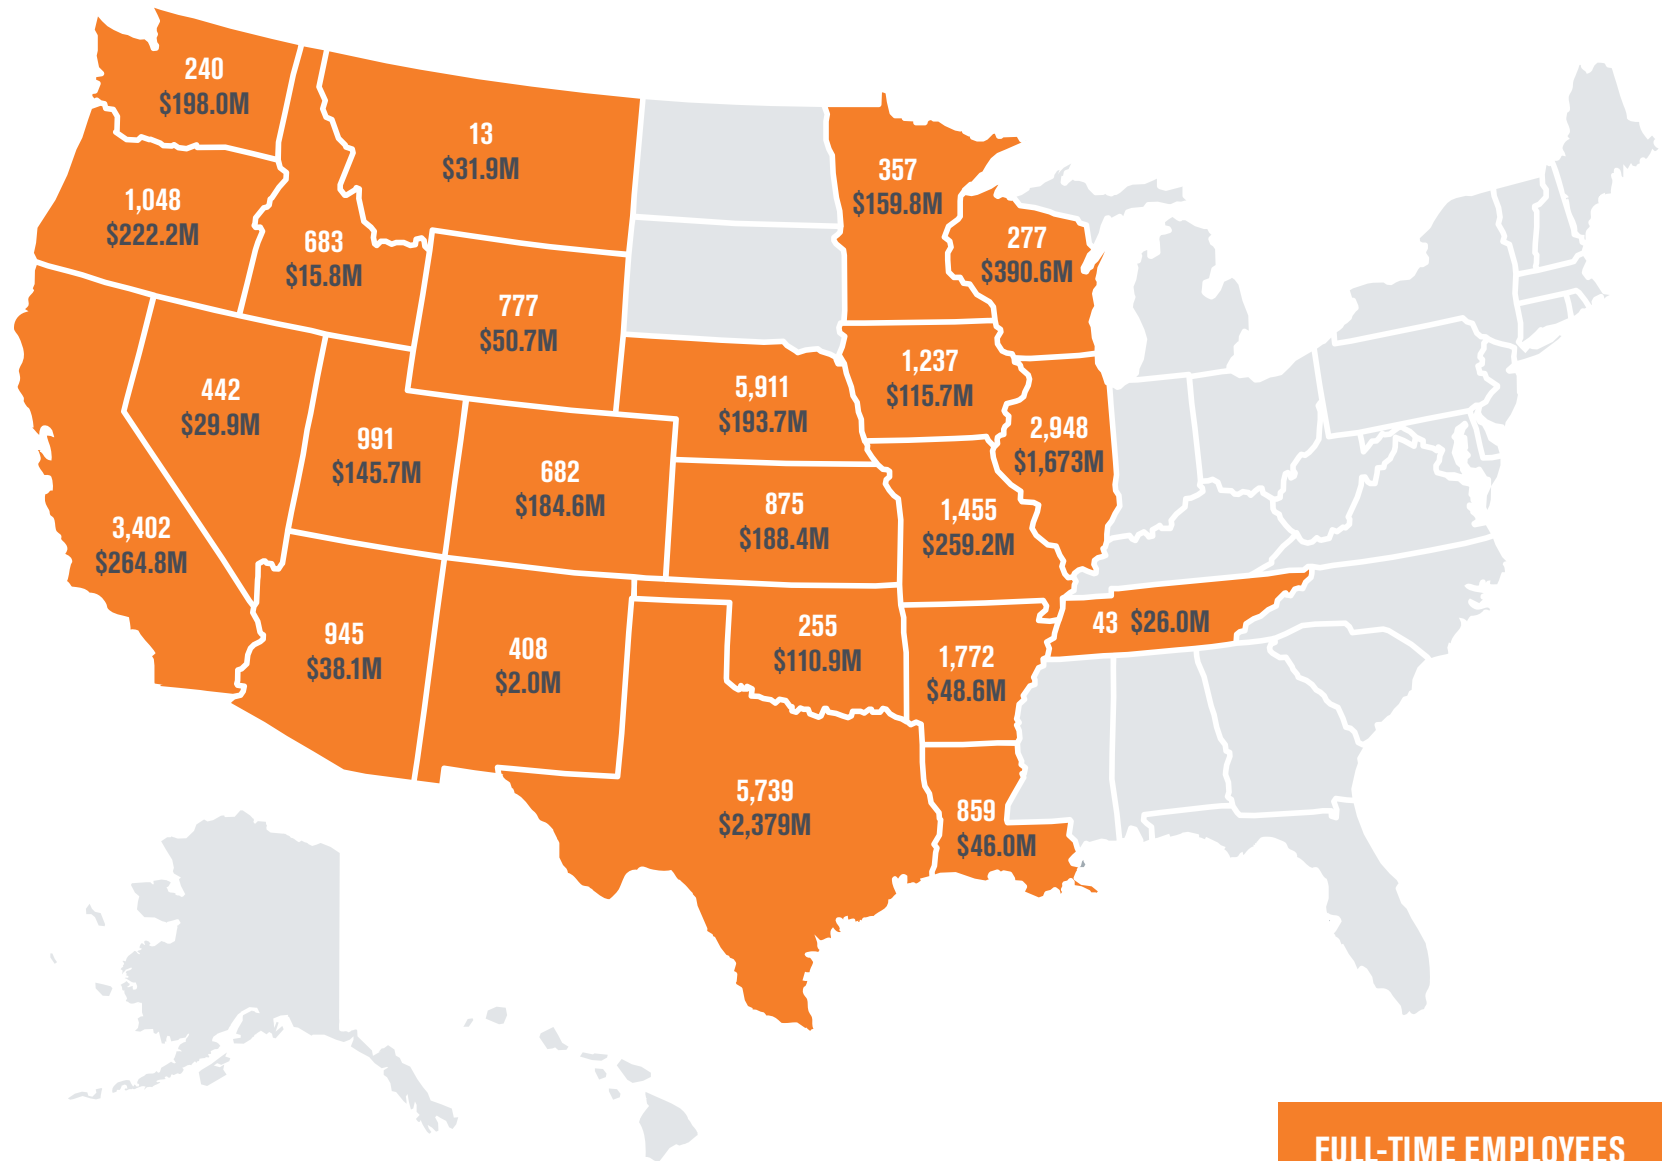 240
$198.0M
13
$31.9M
357
$159.8M
1,048
$222.2M
683
$15.8M
277
$390.6M
777
$50.7M
1,237
$115.7M
442
$29.9M
5,911
$193.7M
2,948
$1,673M
991
$145.7M
682
$184.6M
875
$188.4M
1,455
$259.2M
3,402
$264.8M
43 $26.0M
945
$38.1M
408
$2.0M
255
$110.9M
1,772
$48.6M
5,739
$2,379M
859
$46.0M
FULL-TIME EMPLOYEES